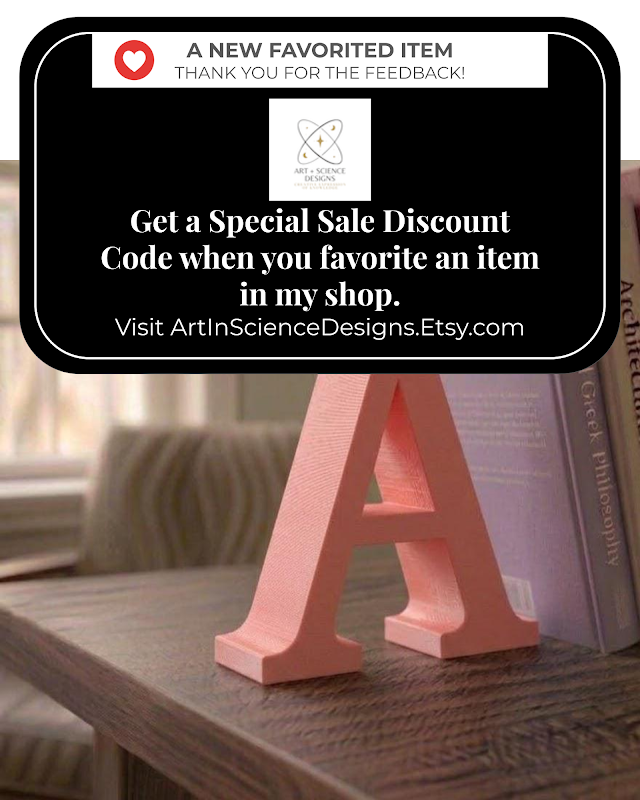 A NEW FAVORITED ITEM
THANK YOU FOR THE FEEDBACK!
ART + SCIENCE
DESIGNS
Get a Special Sale Discount
Code when you favorite an item
in my shop.
Visit ArtInScienceDesigns.Etsy.com
A
Greek Philosophy